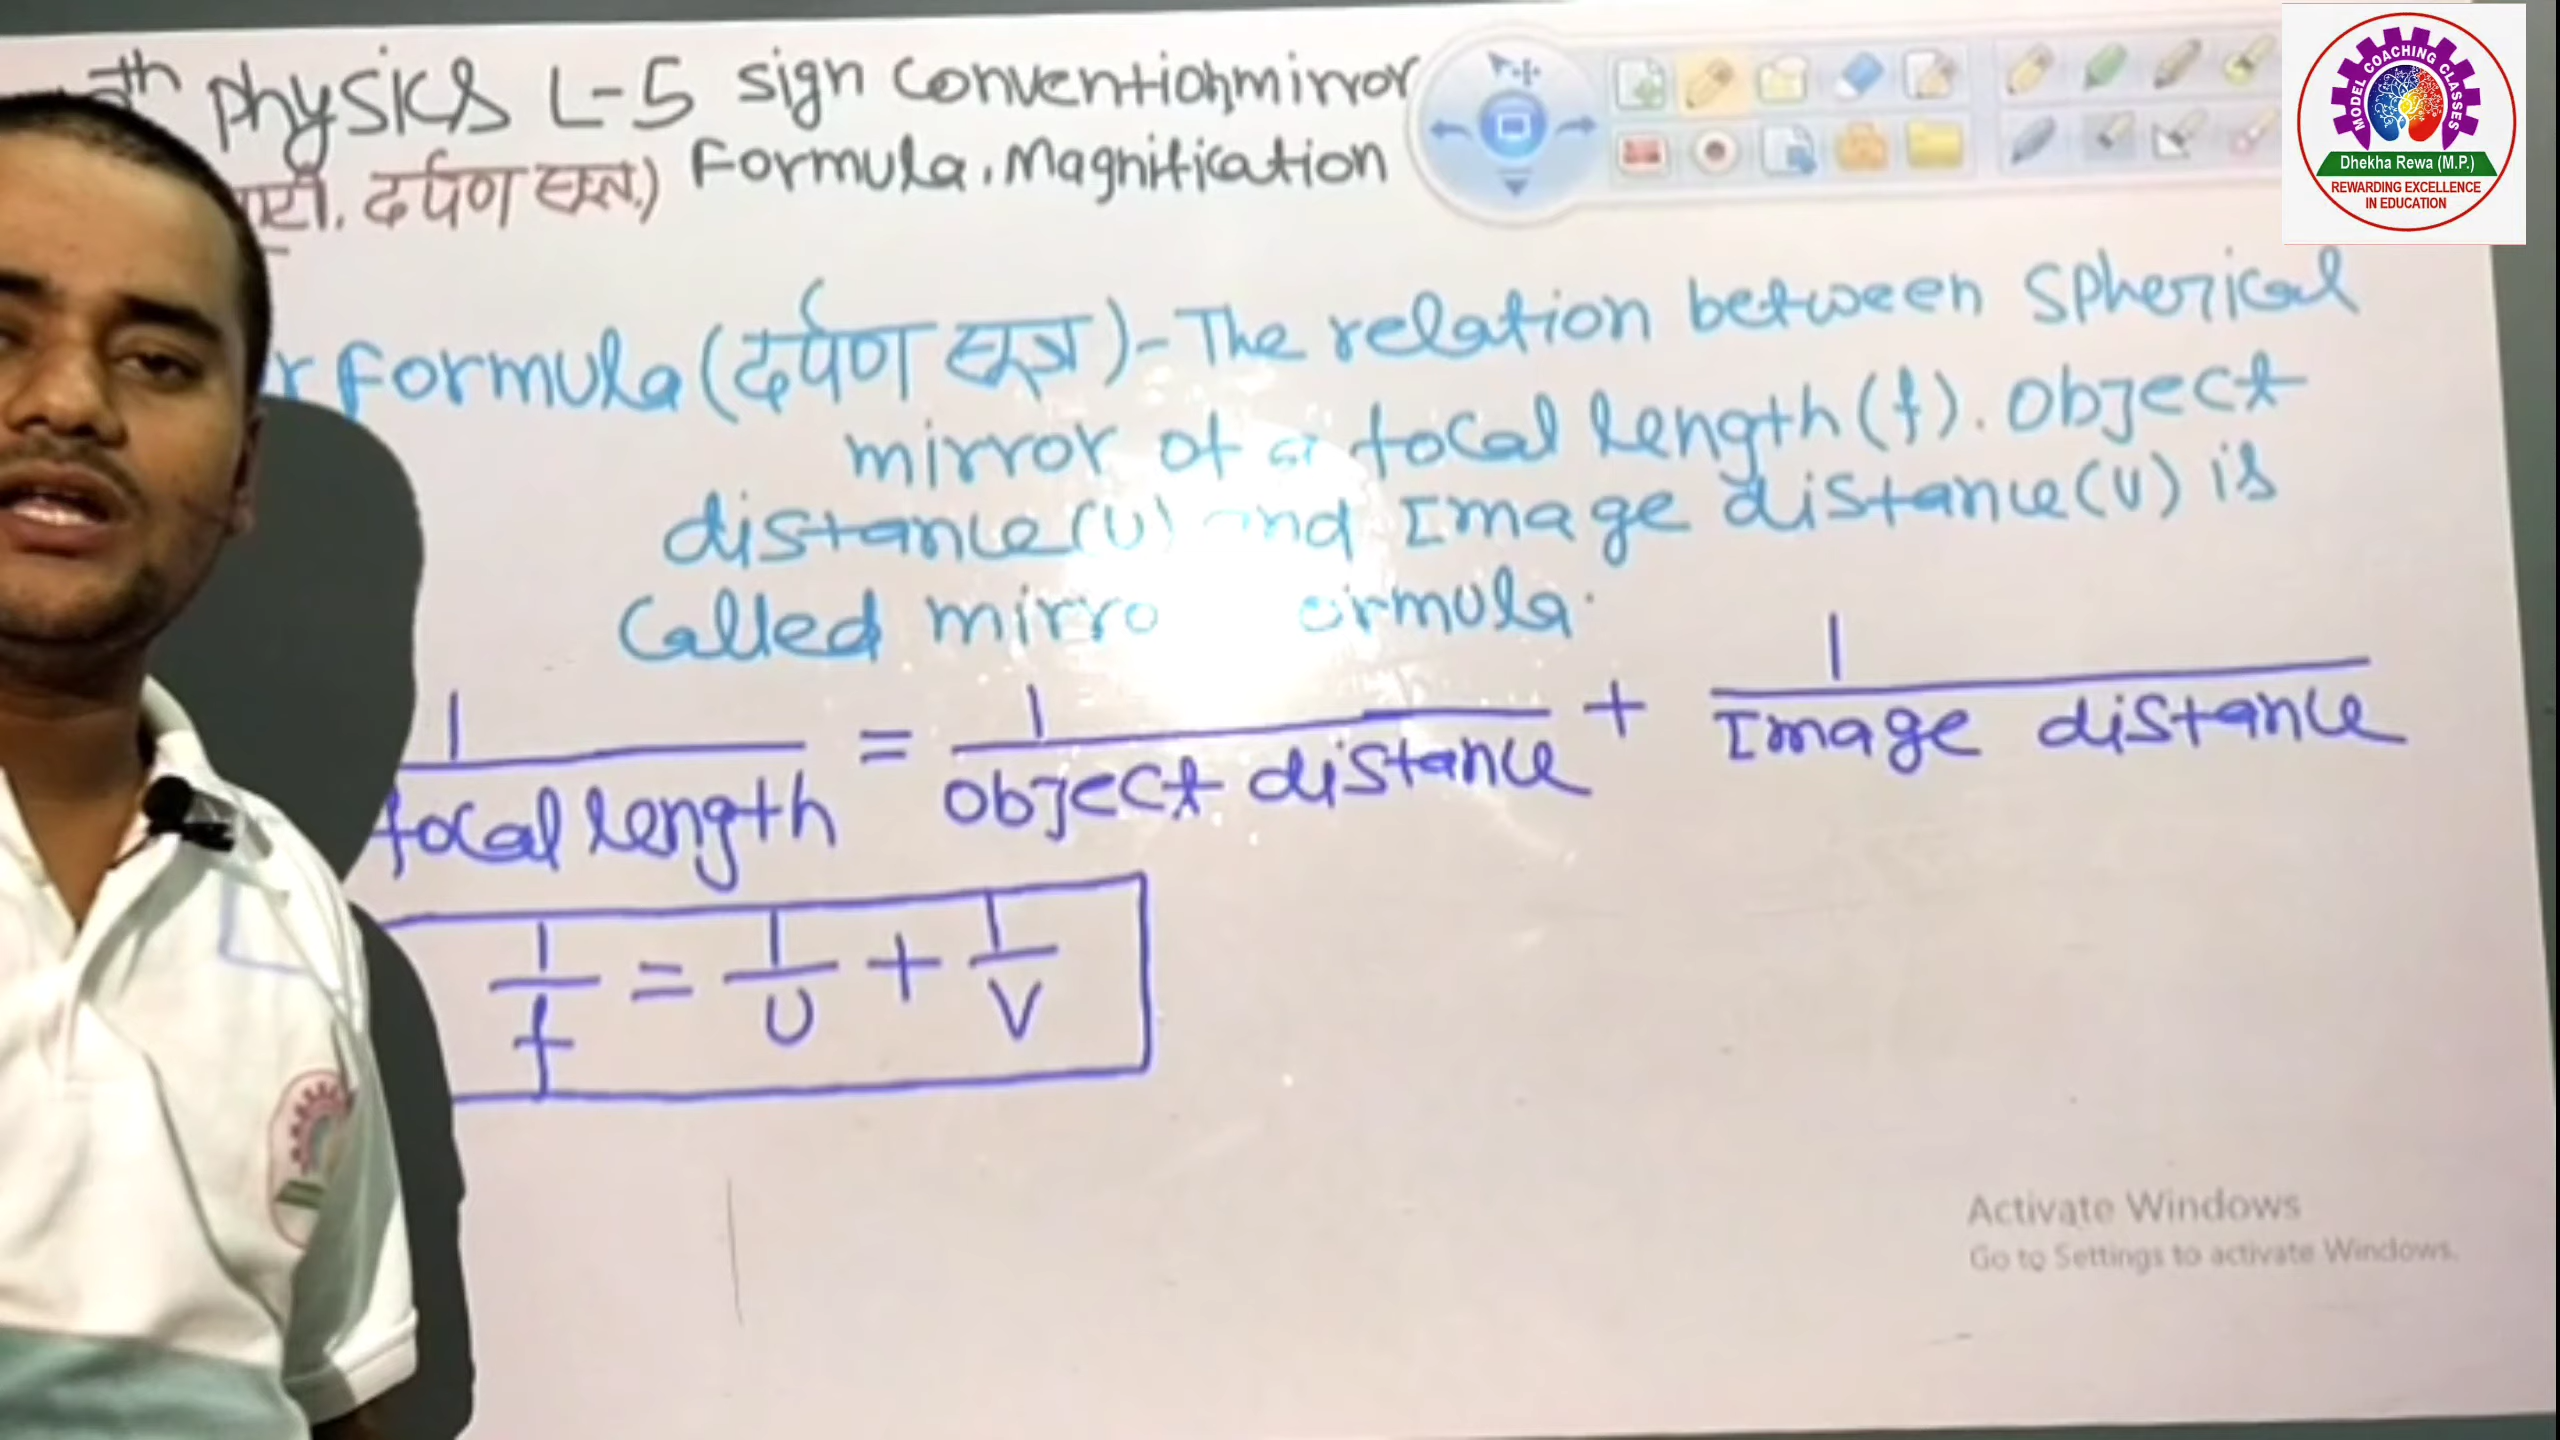 th Physics L-5 sign Convention,mirror
Formula, Magnification
दर्पण सूत्र.)
MODEL COACHING CLASSES
Dhekha Rewa (M.P.)
REWARDING EXCELLENCE
IN EDUCATION
r Formula (दर्पण सूत्र) - The relation between Spherical
mirror of a focal length (f). Object
distance (u) and Image distance (v) is
Called mirro ormula.
1/focal length = 1/Object distance + 1/Image distance
1/f = 1/u + 1/v
Activate Windows
Go to Settings to activate Windows.